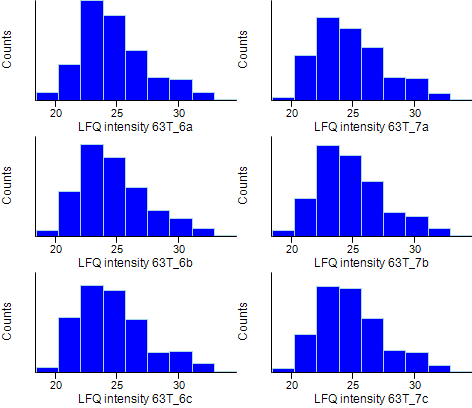 Counts
20 25 30
LFQ intensity 63T_6a
Counts
20 25 30
LFQ intensity 63T_7a
Counts
20 25 30
LFQ intensity 63T_6b
Counts
20 25 30
LFQ intensity 63T_7b
Counts
20 25 30
LFQ intensity 63T_6c
Counts
20 25 30
LFQ intensity 63T_7c